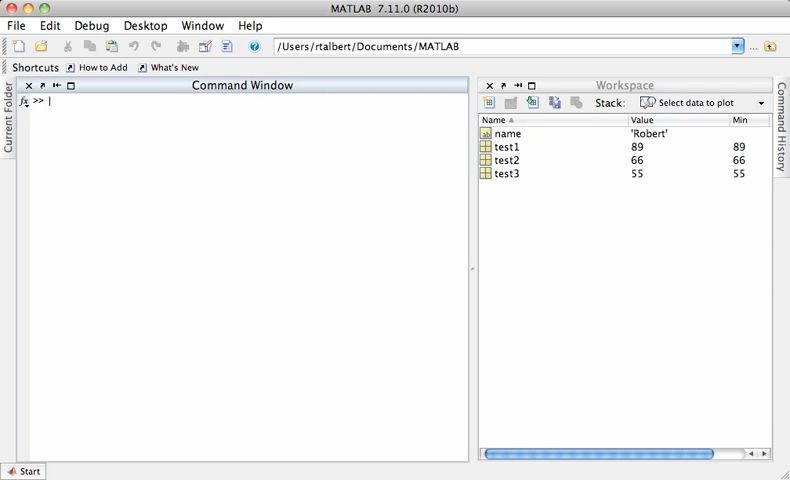 MATLAB 7.11.0 (R2010b)
File Edit Debug Desktop Window Help
/Users/rtalbert/Documents/MATLAB ...
Shortcuts How to Add What's New
Current Folder
Command Window
fx >>
Workspace
Stack: Select data to plot
Name Value Min
ab name 'Robert'
test1 89 89
test2 66 66
test3 55 55
Command History
Start